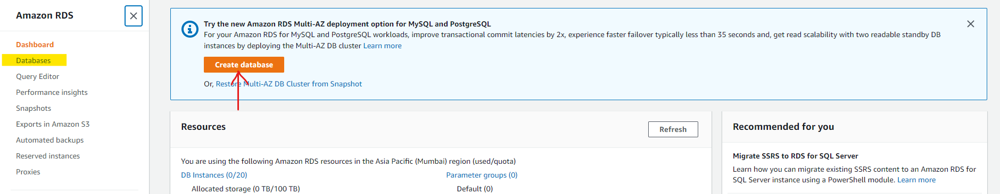 Amazon RDS
Dashboard
Databases
Query Editor
Performance insights
Snapshots
Exports in Amazon S3
Automated backups
Reserved instances
Proxies
Try the new Amazon RDS Multi-AZ deployment option for MySQL and PostgreSQL
For your Amazon RDS for MySQL and PostgreSQL workloads, improve transactional commit latencies by 2x, experience faster failover typically less than 35 seconds and, get read scalability with two readable standby DB
instances by deploying the Multi-AZ DB cluster Learn more
Create database
Or, Restore Multi-AZ DB Cluster from Snapshot
Resources
Refresh
You are using the following Amazon RDS resources in the Asia Pacific (Mumbai) region (used/quota)
DB Instances (0/20)
Allocated storage (0 TB/100 TB)
Parameter groups (0)
Default (0)
Recommended for you
Migrate SSRS to RDS for SQL Server
Learn how you can migrate existing SSRS content to an Amazon RDS for
SQL Server instance using a PowerShell module. Learn more